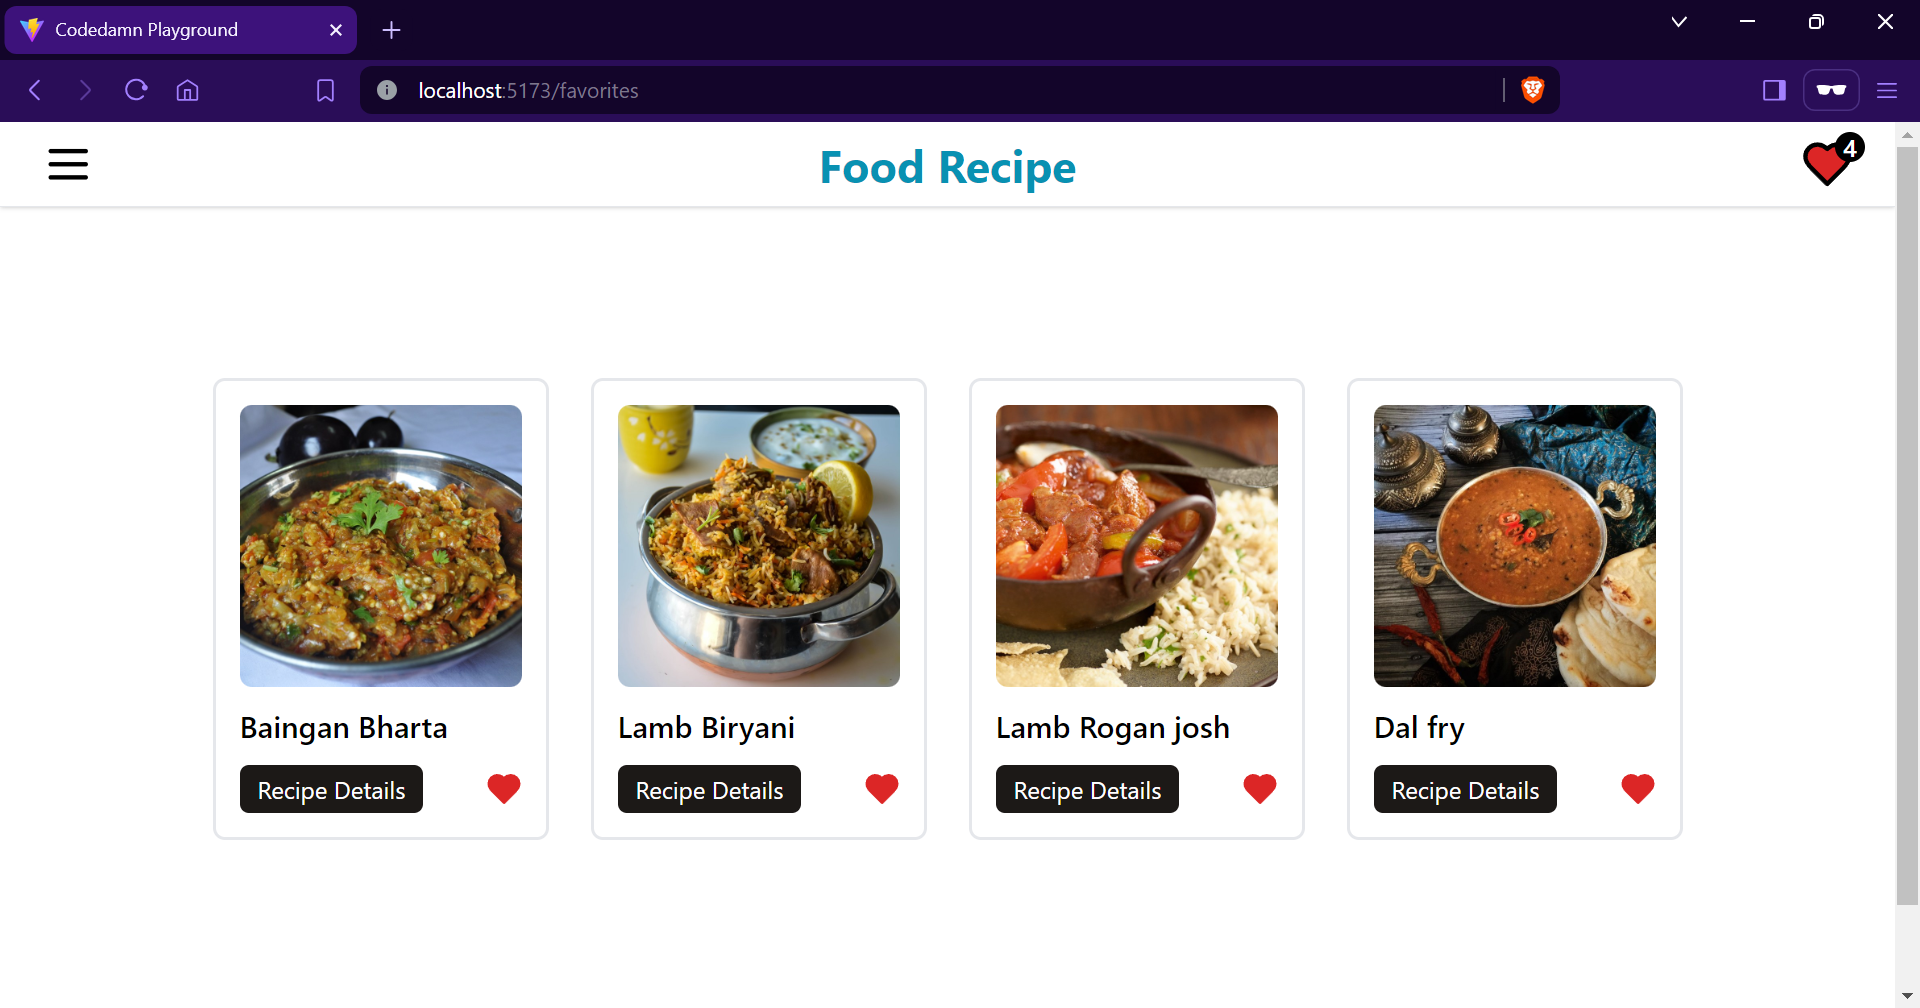 Codedamn Playground
localhost:5173/favorites
Food Recipe
4
Baingan Bharta
Recipe Details
Lamb Biryani
Recipe Details
Lamb Rogan josh
Recipe Details
Dal fry
Recipe Details